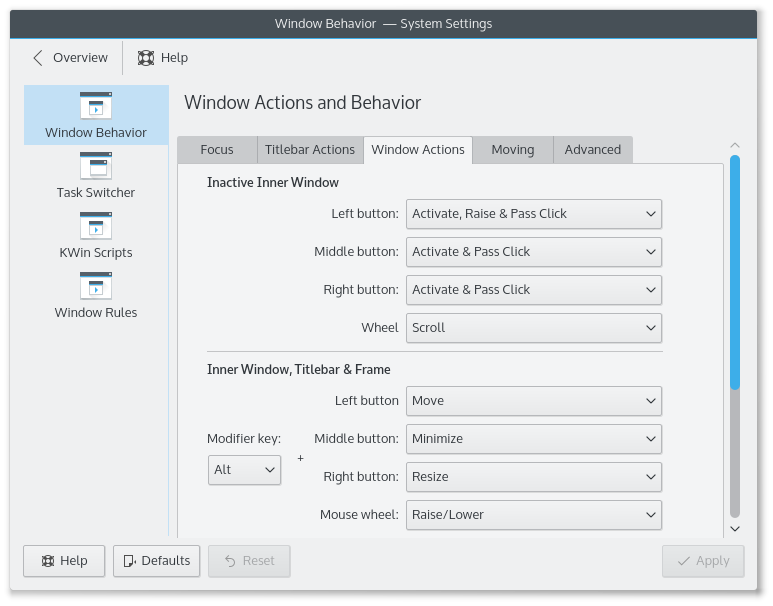 Window Behavior — System Settings
Overview
Help
Window Behavior
Task Switcher
KWin Scripts
Window Rules
Window Actions and Behavior
Focus
Titlebar Actions
Window Actions
Moving
Advanced
Inactive Inner Window
Left button: Activate, Raise & Pass Click
Middle button: Activate & Pass Click
Right button: Activate & Pass Click
Wheel Scroll
Inner Window, Titlebar & Frame
Left button Move
Modifier key: Middle button: Minimize
Alt + Right button: Resize
Mouse wheel: Raise/Lower
Help
Defaults
Reset
Apply